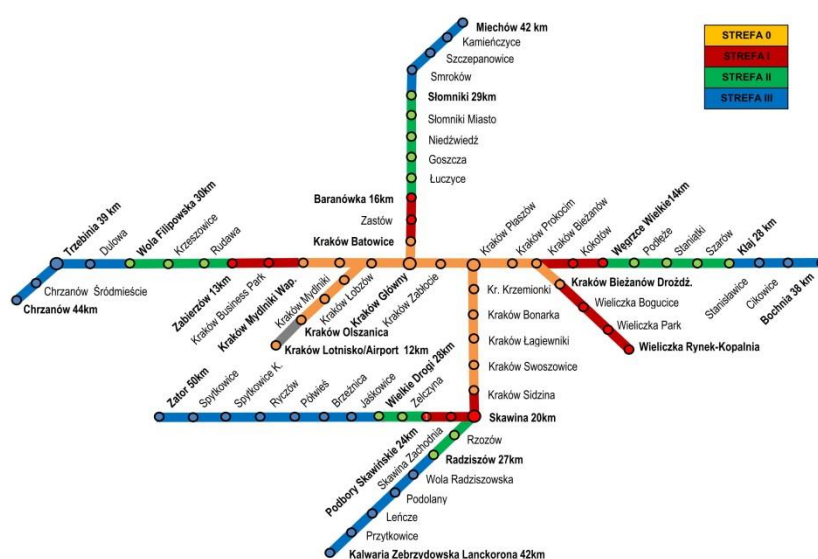 STREFA 0
STREFA I
STREFA II
STREFA III
Miechów 42 km
Kamieńczyce
Szczepanowice
Smroków
Słomniki 29km
Słomniki Miasto
Niedźwiedź
Goszcza
Łuczyce
Baranówka 16km
Zastów
Kraków Batowice
Trzebinia 39 km
Dulowa
Wola Filipowska 30km
Krzeszowice
Rudawa
Chrzanów Śródmieście
Chrzanów 44km
Zabierzów 13km
Kraków Business Park
Kraków Mydlniki Wap.
Kraków Mydlniki
Kraków Lobzów
Kraków Główny
Kraków Zabłocie
Kraków Olszanica
Kraków Lotnisko/Airport 12km
Kraków Płaszów
Kraków Prokocim
Kraków Bieżanów
Kokotów
Węgrzce Wielkie14km
Podłęże
Staniątki
Szarów
Kłaj 28 km
Stanisławice
Cikowice
Bochnia 38 km
Kraków Bieżanów Drożdż.
Wieliczka Bogucice
Wieliczka Park
Wieliczka Rynek-Kopalnia
Kr. Krzemionki
Kraków Bonarka
Kraków Łagiewniki
Kraków Swoszowice
Kraków Sidzina
Skawina 20km
Zator 50km
Spytkowice
Spytkowice K.
Ryczów
Półwieś
Brzeźnica
Jaśkowice
Wielkie Drogi 28km
Zelczyna
Podbory Skawińskie 24km
Skawina Zachodnia
Rzozów
Radziszów 27km
Wola Radziszowska
Podolany
Leńcze
Przytkowice
Kalwaria Zebrzydowska Lanckorona 42km